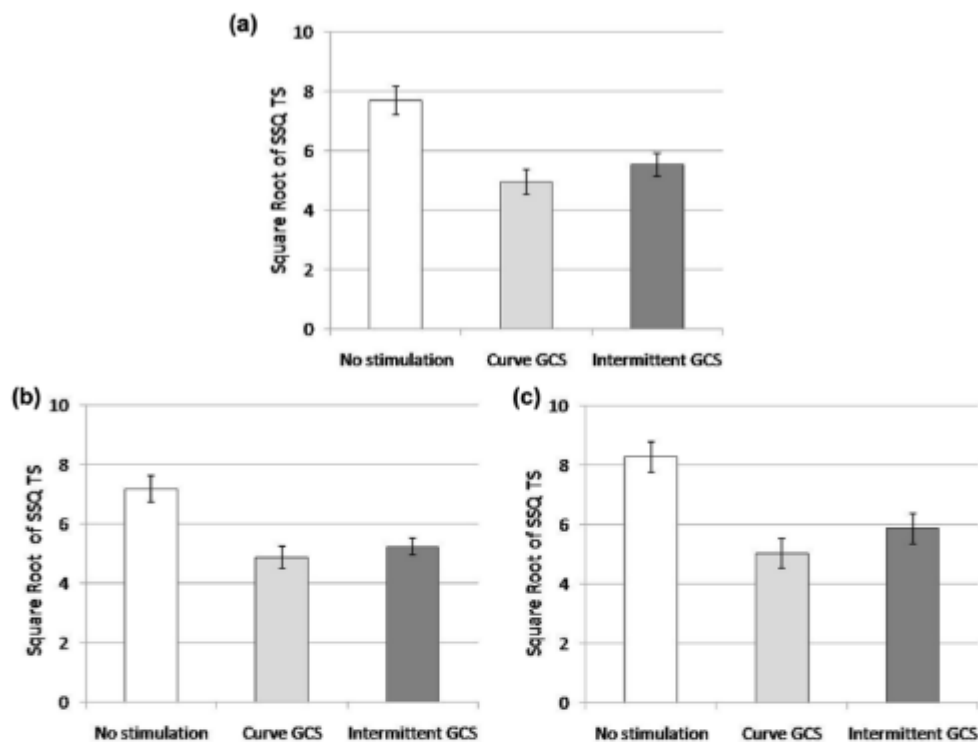 (a)
10
8
6
4
2
0
Square Root of SSQ TS
No stimulation Curve GCS Intermittent GCS
(b)
10
8
6
4
2
0
Square Root of SSQ TS
No stimulation Curve GCS Intermittent GCS
(c)
10
8
6
4
2
0
Square Root of SSQ TS
No stimulation Curve GCS Intermittent GCS